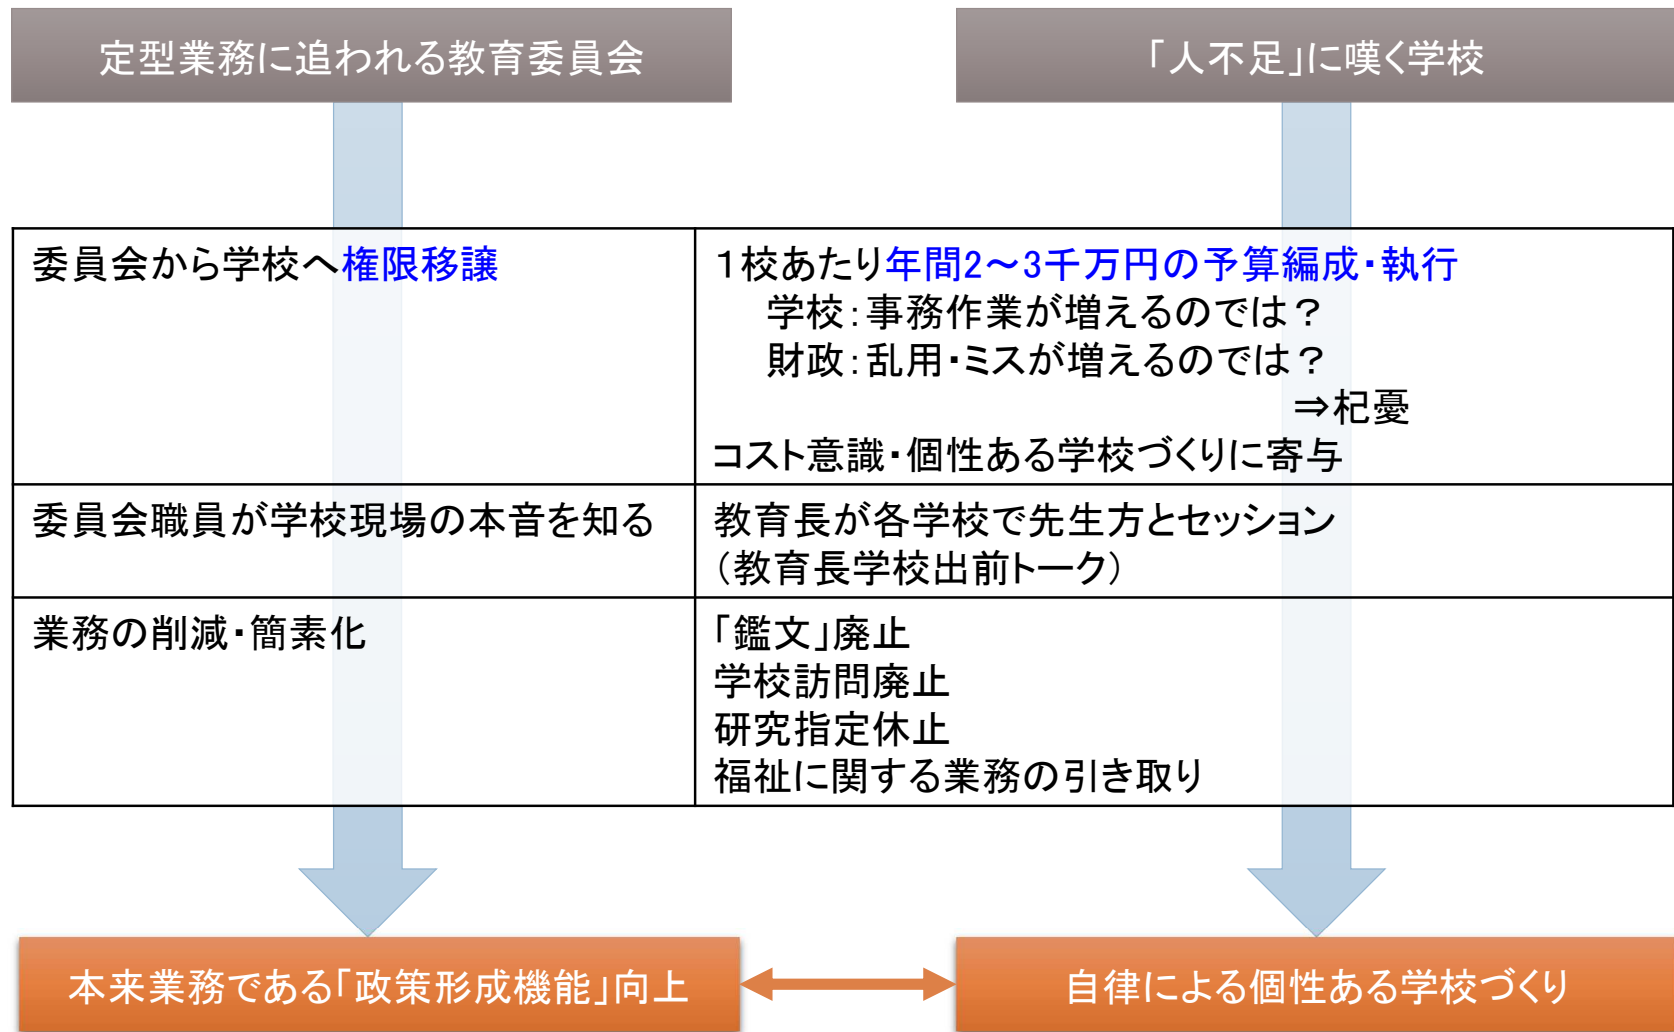 定型業務に追われる教育委員会
「人不足」に嘆く学校
委員会から学校へ権限移譲
1校あたり年間2～3千万円の予算編成・執行
学校:事務作業が増えるのでは？
財政:乱用・ミスが増えるのでは？
⇒杞憂
コスト意識・個性ある学校づくりに寄与
委員会職員が学校現場の本音を知る
教育長が各学校で先生方とセッション
（教育長学校出前トーク）
業務の削減・簡素化
「鑑文」廃止
学校訪問廃止
研究指定休止
福祉に関する業務の引き取り
本来業務である「政策形成機能」向上
自律による個性ある学校づくり